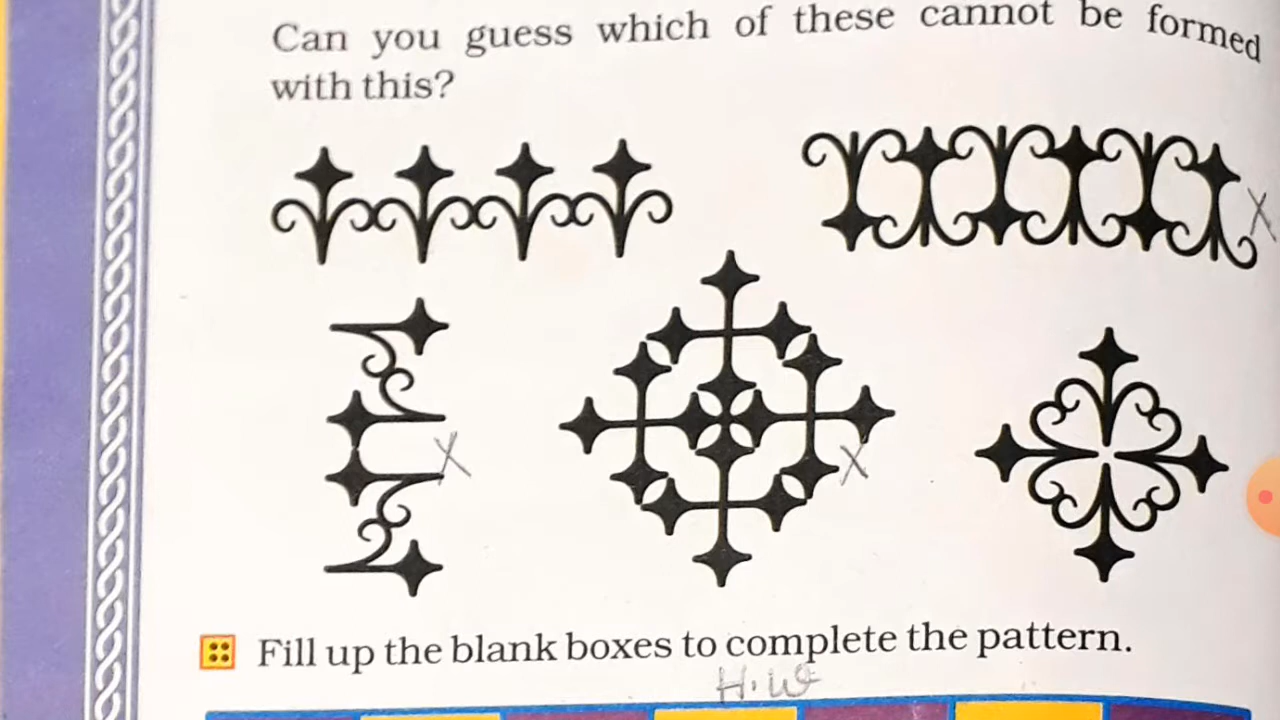 Can you guess which of these cannot be formed
with this?
X
X
X
Fill up the blank boxes to complete the pattern.
H.W